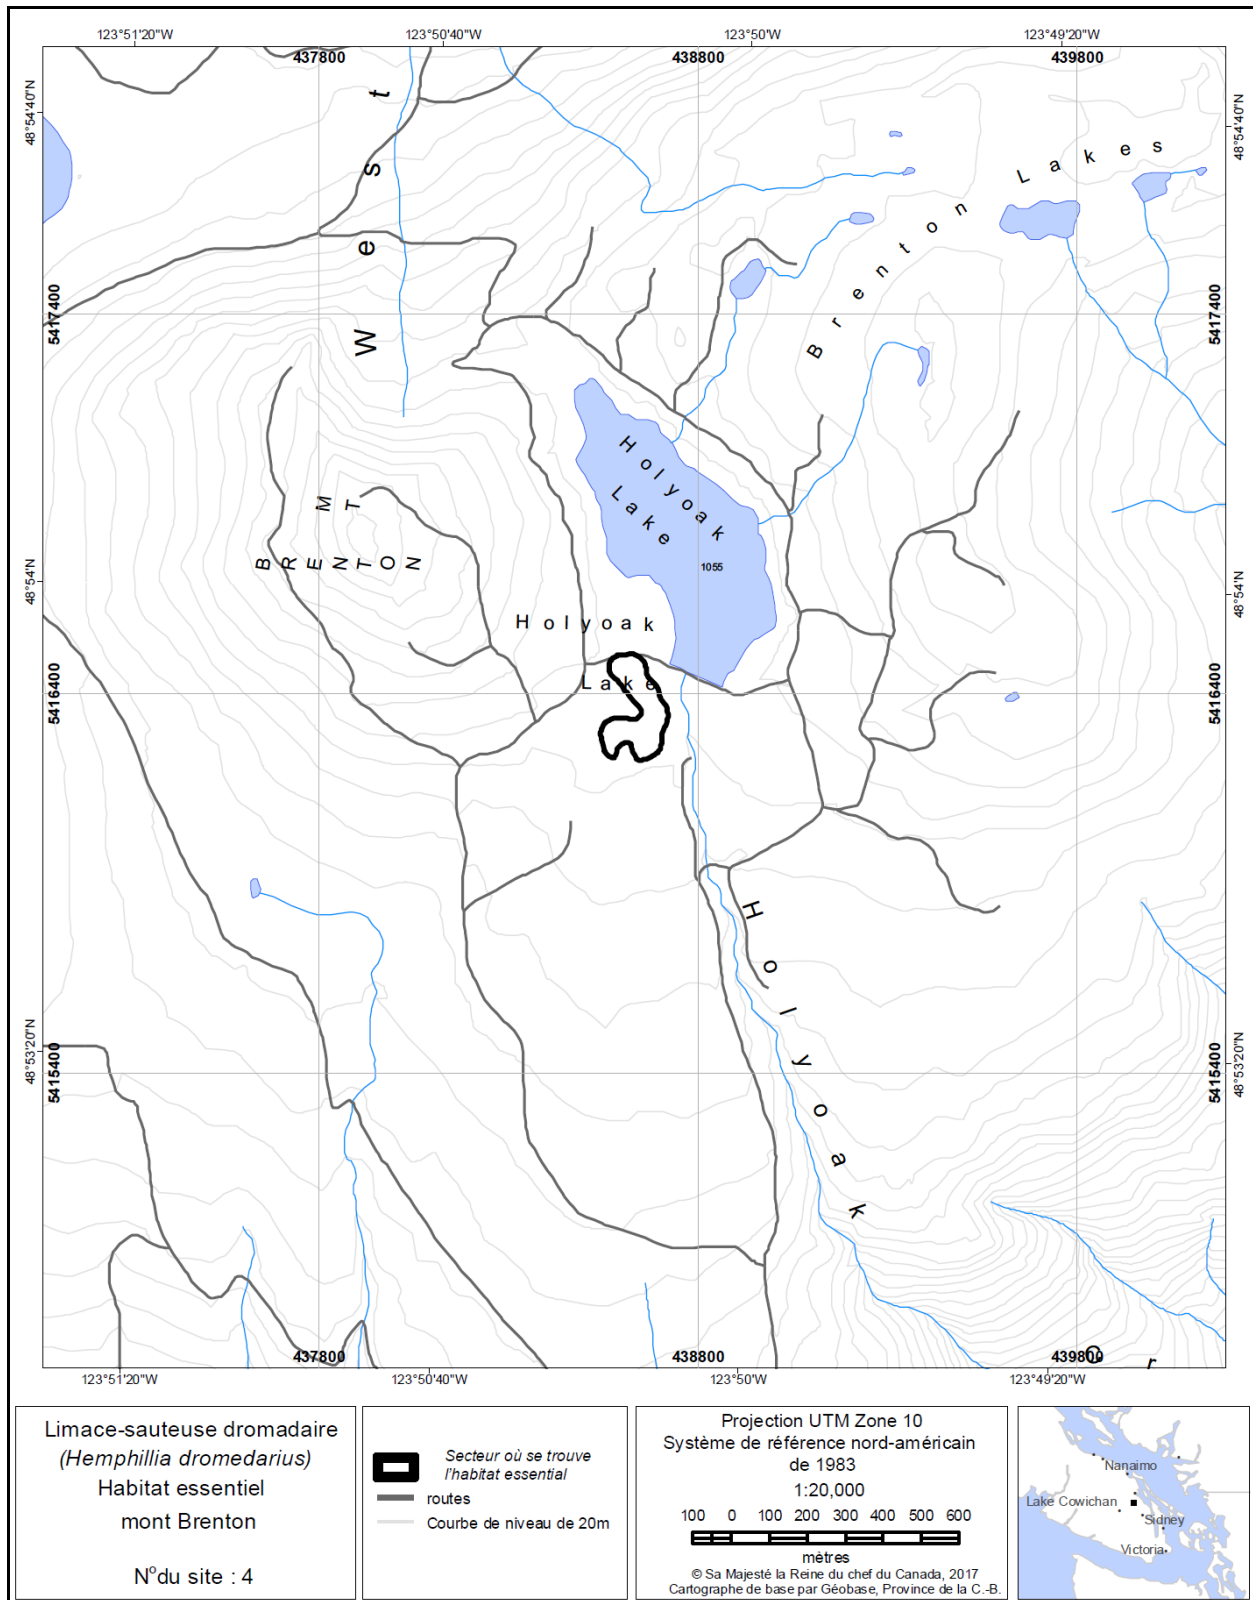 123°51'20"W 123°50'40"W 123°50'W 123°49'20"W
437800 438800 439800
48°54'40"N 48°54'40"N
West
Brenton Lakes
5417400 5417400
Holyoak
Lake
1055
MT
BRENTON
48°54'N 48°54'N
Holyoak
Lake
5416400 5416400
Holyoak
48°53'20"N 48°53'20"N
5415400 5415400
Cr
437800 438800 439800
123°51'20"W 123°50'40"W 123°50'W 123°49'20"W
Limace-sauteuse dromadaire
(Hemphillia dromedarius)
Habitat essentiel
mont Brenton
N°du site : 4
Secteur où se trouve
l'habitat essential
routes
Courbe de niveau de 20m
Projection UTM Zone 10
Système de référence nord-américain
de 1983
1:20,000
100 0 100 200 300 400 500 600
mètres
© Sa Majesté la Reine du chef du Canada, 2017
Cartographe de base par Géobase, Province de la C.-B.
Nanaimo
Lake Cowichan
Sidney
Victoria